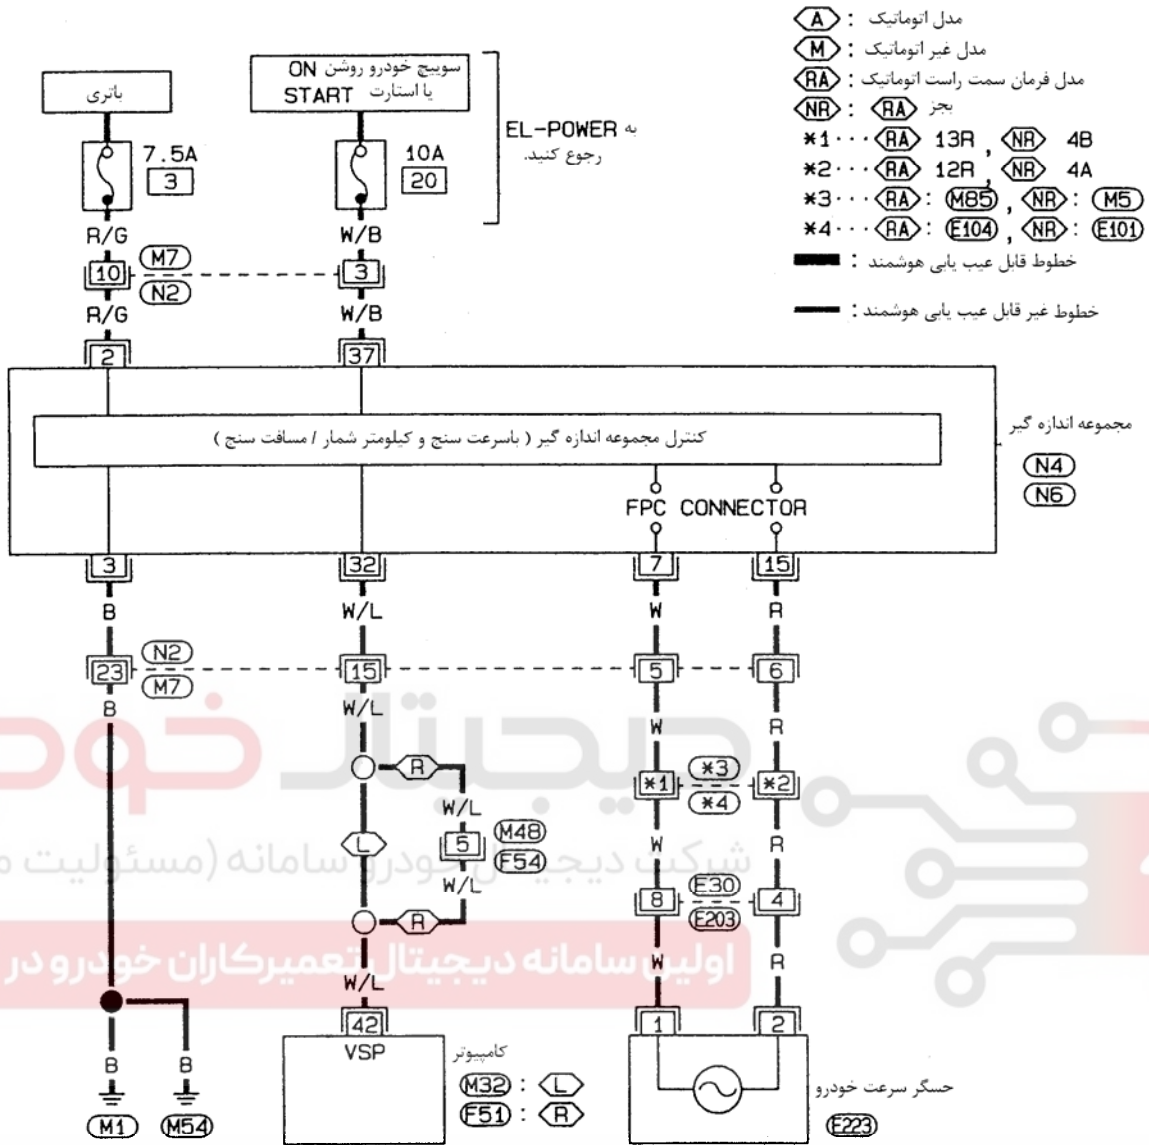 A : مدل اتوماتیک
M : مدل غیر اتوماتیک
RA : مدل فرمان سمت راست اتوماتیک
NR : RA بجز
*1 ··· RA 13R , NR 4B
*2 ··· RA 12R , NR 4A
*3 ··· RA : M85 , NR : M5
*4 ··· RA : E104 , NR : E101
خطوط قابل عیب یابی هوشمند :
خطوط غیر قابل عیب یابی هوشمند :
باتری
سوییچ خودرو روشن ON
یا استارت START
به EL-POWER
رجوع کنید.
7.5A
3
10A
20
R/G
W/B
10
M7
N2
3
R/G
W/B
2
37
کنترل مجموعه اندازه گیر ( باسرعت سنج و کیلومتر شمار / مسافت سنج )
مجموعه اندازه گیر
N4
N6
FPC CONNECTOR
3
32
7
15
B
W/L
W
R
23
N2
M7
15
5
6
B
W/L
W
R
R
*1
*3
*4
*2
W/L
L
5
M48
F54
W
R
W/L
R
8
E30
E203
4
W/L
W
R
42
1
2
VSP
B
B
M1
M54
کامپیوتر
M32 : L
F51 : R
حسگر سرعت خودرو
E223
دیجیتال خود
شرکت دیجیتال خودرو سامانه (مسئولیت م
اولین سامانه دیجیتال تعمیرکاران خودرو در